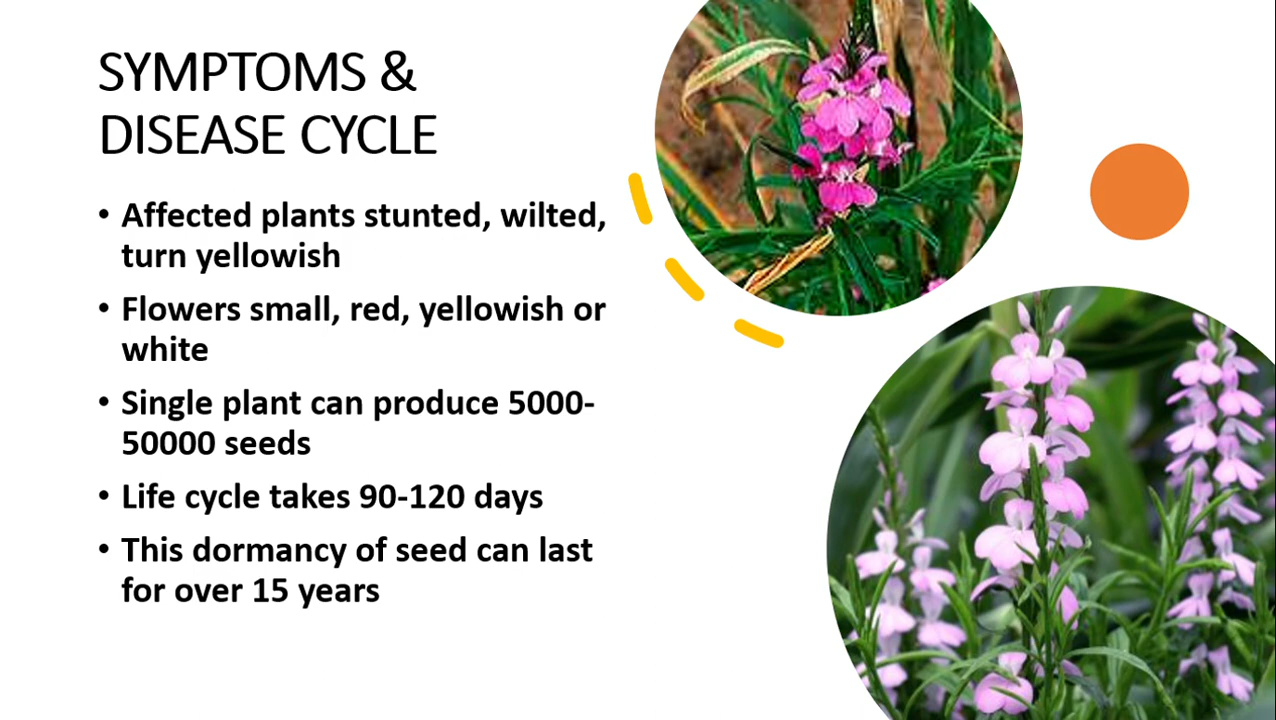 SYMPTOMS &
DISEASE CYCLE
• Affected plants stunted, wilted,
turn yellowish
• Flowers small, red, yellowish or
white
• Single plant can produce 5000-
50000 seeds
• Life cycle takes 90-120 days
• This dormancy of seed can last
for over 15 years